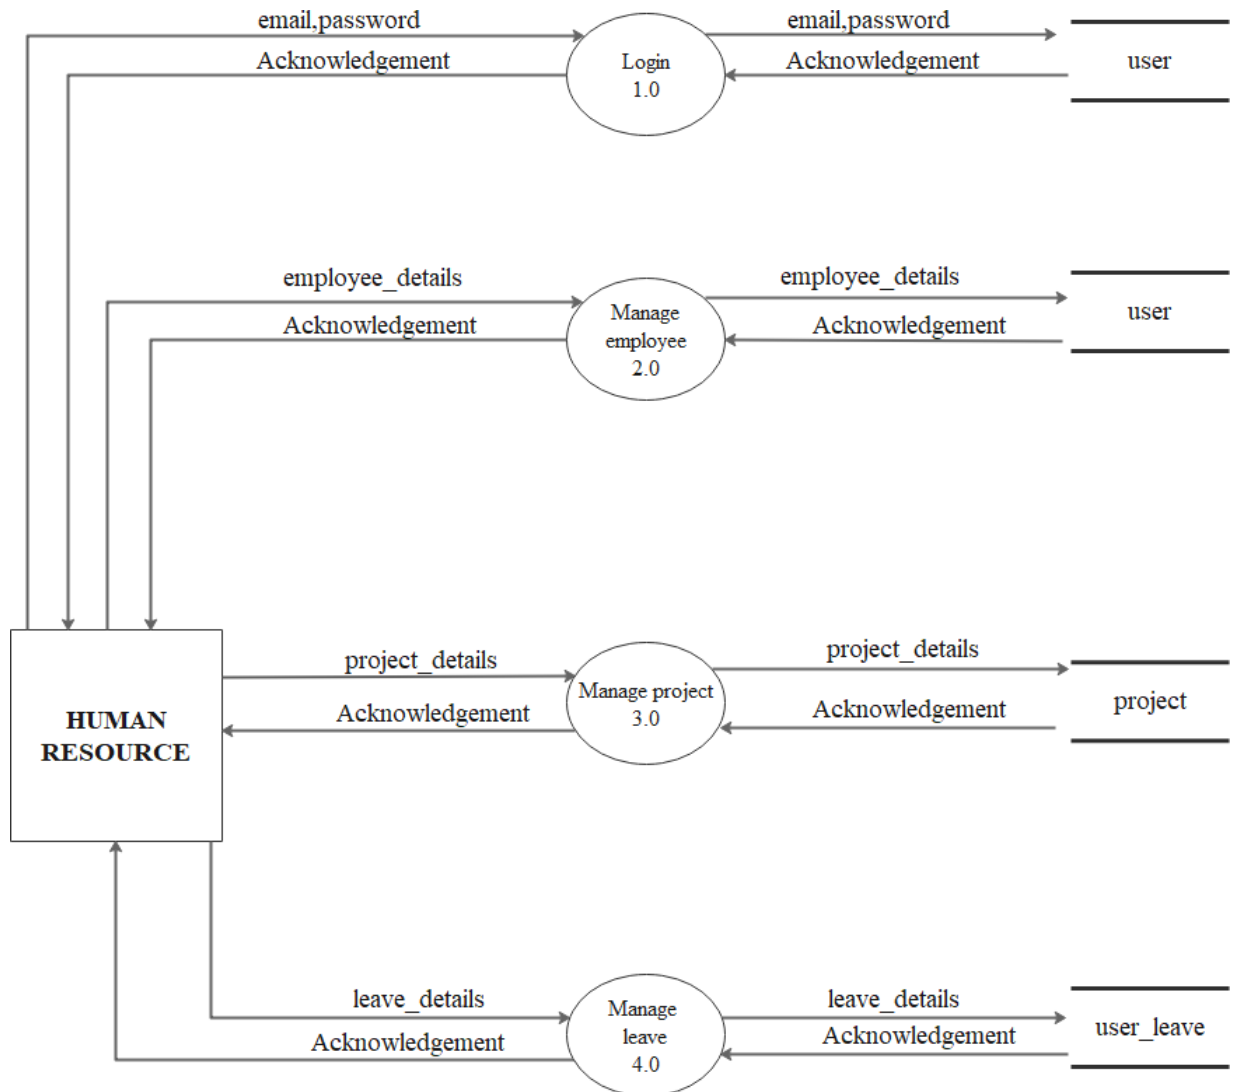 email,password
email,password
Acknowledgement
Login
1.0
Acknowledgement
user
employee_details
employee_details
Acknowledgement
Manage
employee
2.0
Acknowledgement
user
project_details
project_details
Acknowledgement
Manage project
3.0
Acknowledgement
project
HUMAN
RESOURCE
leave_details
leave_details
Acknowledgement
Manage
leave
4.0
Acknowledgement
user_leave